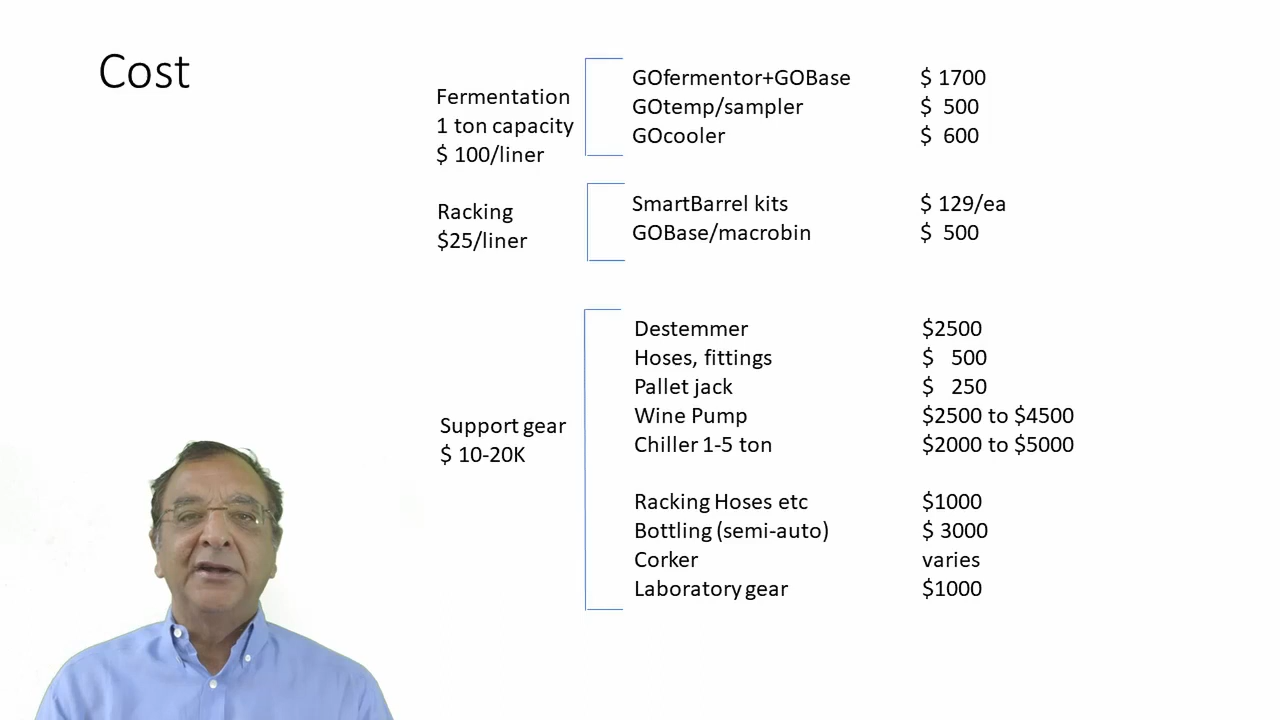 Cost
Fermentation
1 ton capacity
$ 100/liner
GOfermentor+GOBase $ 1700
GOtemp/sampler $ 500
GOcooler $ 600
Racking
$25/liner
SmartBarrel kits $ 129/ea
GOBase/macrobin $ 500
Support gear
$ 10-20K
Destemmer $2500
Hoses, fittings $ 500
Pallet jack $ 250
Wine Pump $2500 to $4500
Chiller 1-5 ton $2000 to $5000
Racking Hoses etc $1000
Bottling (semi-auto) $ 3000
Corker varies
Laboratory gear $1000